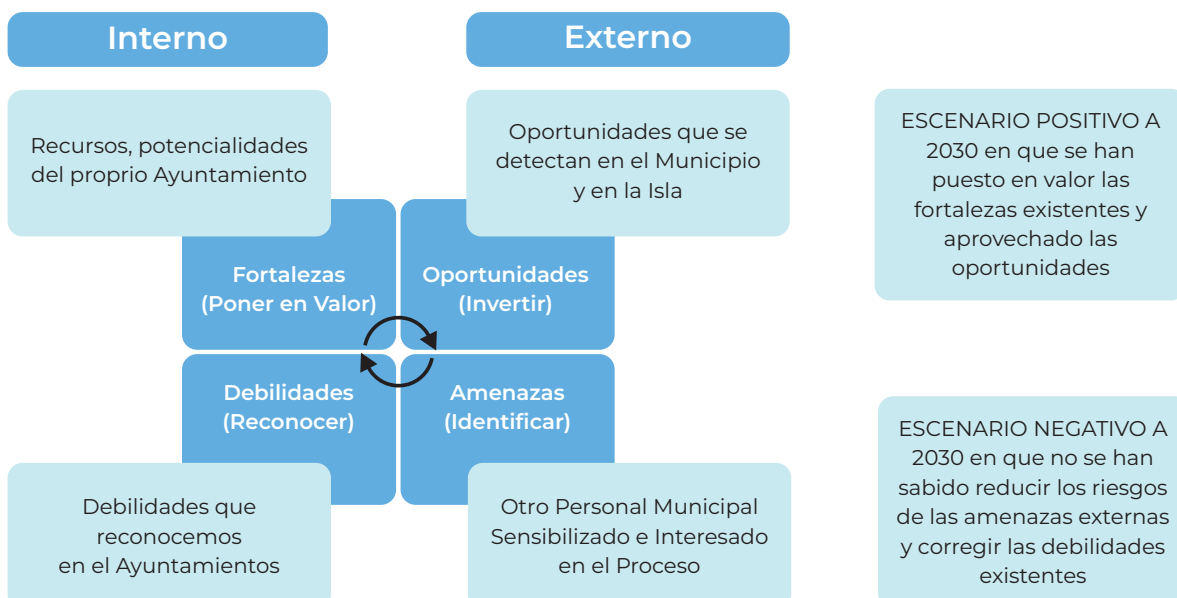 Interno
Externo
Recursos, potencialidades
del proprio Ayuntamiento
Oportunidades que se
detectan en el Municipio
y en la Isla
Fortalezas
(Poner en Valor)
Oportunidades
(Invertir)
Debilidades
(Reconocer)
Amenazas
(Identificar)
Debilidades que
reconocemos
en el Ayuntamientos
Otro Personal Municipal
Sensibilizado e Interesado
en el Proceso
ESCENARIO POSITIVO A
2030 en que se han
puesto en valor las
fortalezas existentes y
aprovechado las
oportunidades
ESCENARIO NEGATIVO A
2030 en que no se han
sabido reducir los riesgos
de las amenazas externas
y corregir las debilidades
existentes